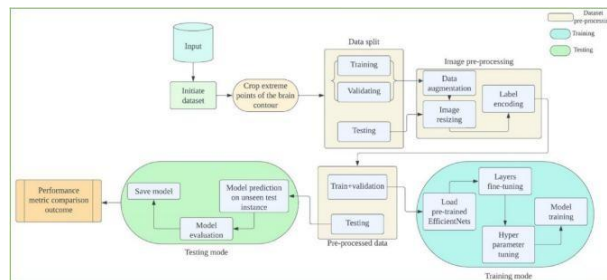 Input
Initiate
dataset
Crop extreme
points of the brain
contour
Data split
Training
Validating
Testing
Image pre-processing
Data
augmentation
Image
resizing
Label
encoding
Dataset
pre-processing
Training
Testing
Performance
metric comparison
outcome
Save model
Model prediction
on unseen test
instance
Model
evaluation
Testing mode
Train+validation
Testing
Pre-processed data
Load
pre-trained
EfficientNets
Layers
fine-tuning
Hyper
parameter
tuning
Model
training
Training mode